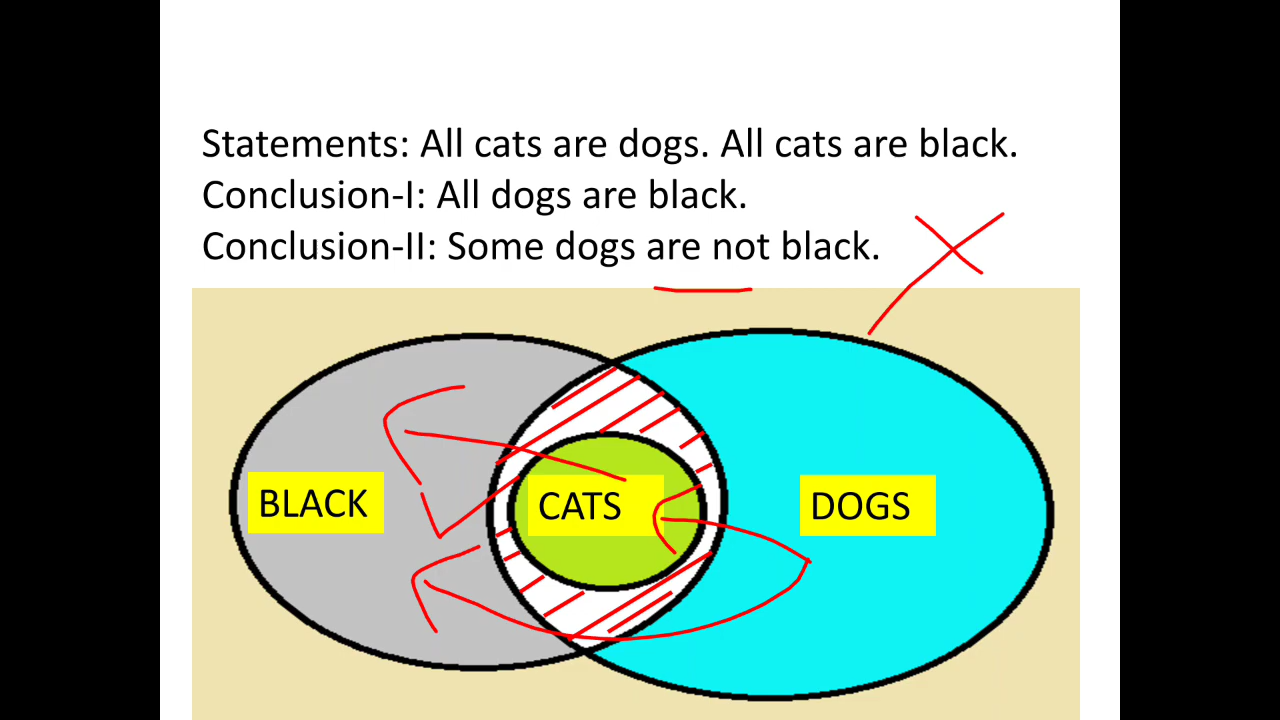 Statements: All cats are dogs. All cats are black.
Conclusion-I: All dogs are black.
Conclusion-II: Some dogs are not black.
BLACK
CATS
DOGS